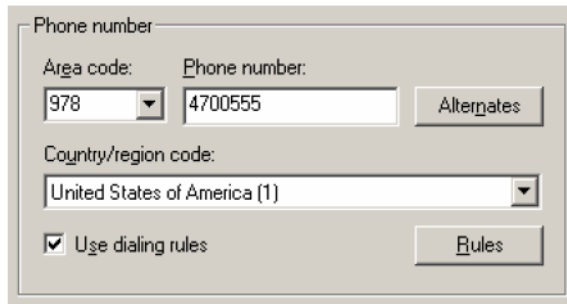 Phone number
Area code: Phone number:
978 4700555 Alternates
Country/region code:
United States of America (1)
Use dialing rules Rules